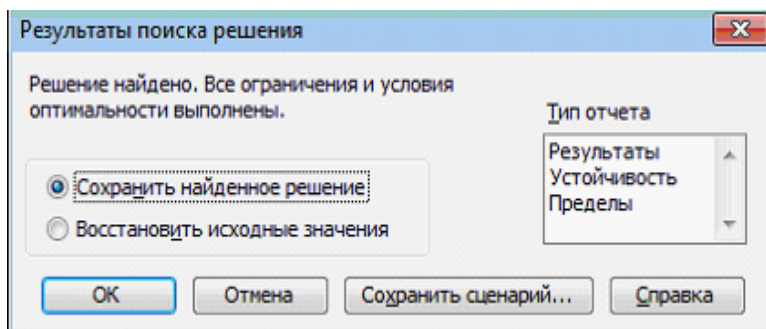 Результаты поиска решения
Решение найдено. Все ограничения и условия
оптимальности выполнены.
Тип отчета
Результаты
Устойчивость
Пределы
Сохранить найденное решение
Восстановить исходные значения
ОК
Отмена
Сохранить сценарий...
Справка